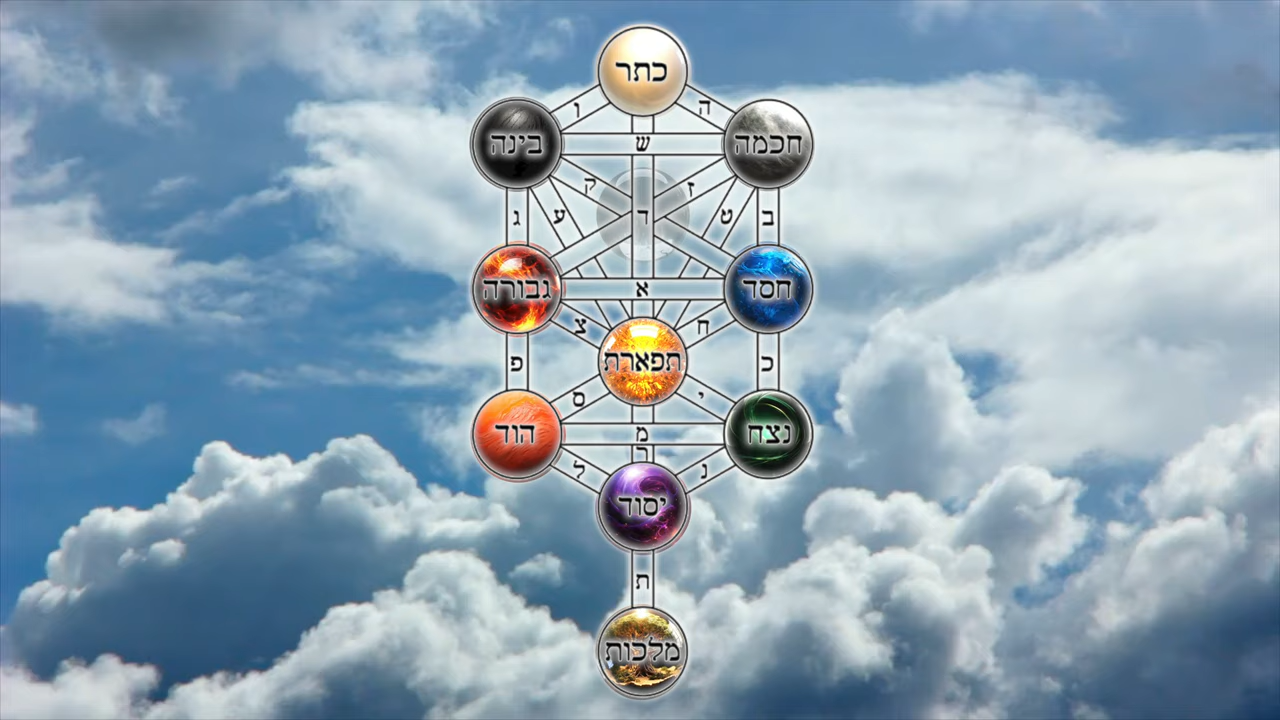 כתר
ה
ו
חכמה
ש
בינה
ז
ק
ב
ט
ד
ע
ג
חסד
א
גבורה
ח
צ
כ
תפארת
פ
י
ס
נצח
מ
הוד
ר
נ
ל
יסוד
ת
מלכות